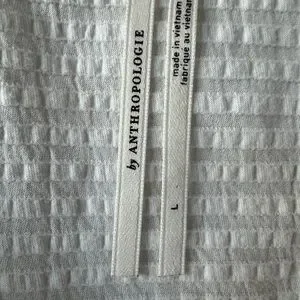 by ANTHROPOLOGIE
made in vietnam
fabriqué au vietnam
L